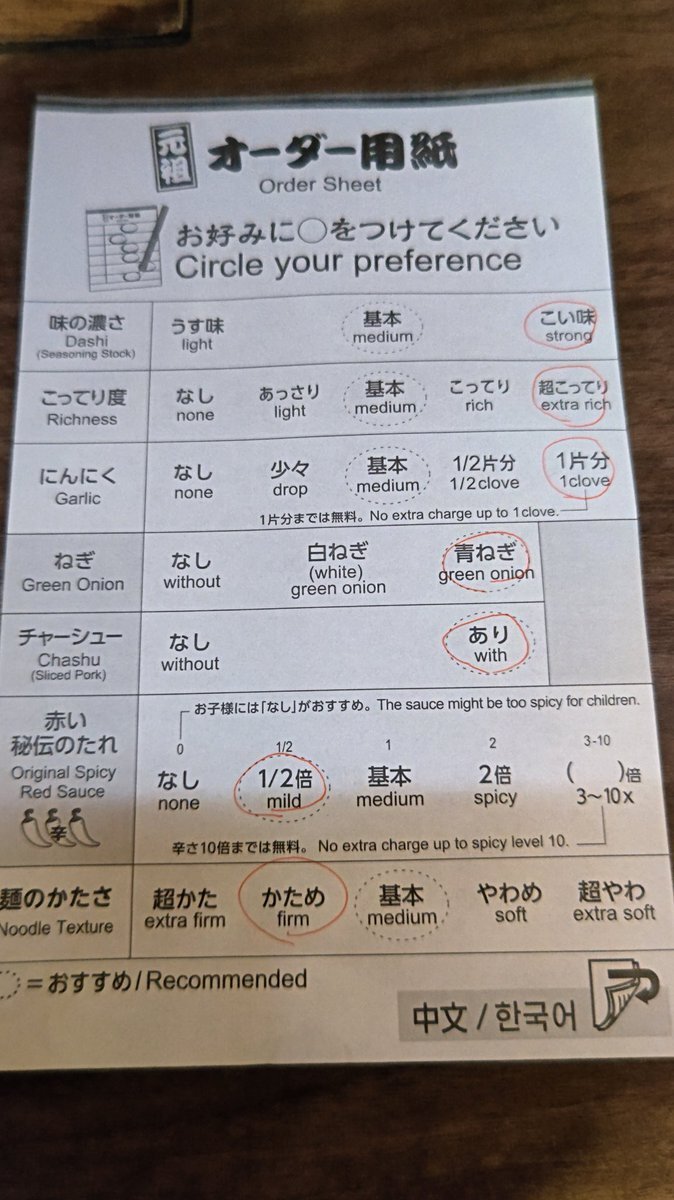 元祖 オーダー用紙
Order Sheet
お好みに○をつけてください
Circle your preference
味の濃さ
Dashi
(Seasoning Stock)
うす味
light
基本
medium
こい味
strong
こってり度
Richness
なし
none
あっさり
light
基本
medium
こってり
rich
超こってり
extra rich
にんにく
Garlic
なし
none
少々
drop
基本
medium
1/2片分
1/2 clove
1片分
1clove
1片分までは無料。No extra charge up to 1clove.
ねぎ
Green Onion
なし
without
白ねぎ
(white)
green onion
青ねぎ
green onion
チャーシュー
Chashu
(Sliced Pork)
なし
without
あり
with
赤い
秘伝のたれ
Original Spicy
Red Sauce
辛
お子様には「なし」がおすすめ。The sauce might be too spicy for children.
0
なし
none
1/2
1/2倍
mild
1
基本
medium
2
2倍
spicy
3-10
( )倍
3〜10x
辛さ10倍までは無料。No extra charge up to spicy level 10.
麺のかたさ
Noodle Texture
超かた
extra firm
かため
firm
基本
medium
やわめ
soft
超やわ
extra soft
=おすすめ/Recommended
中文 / 한국어